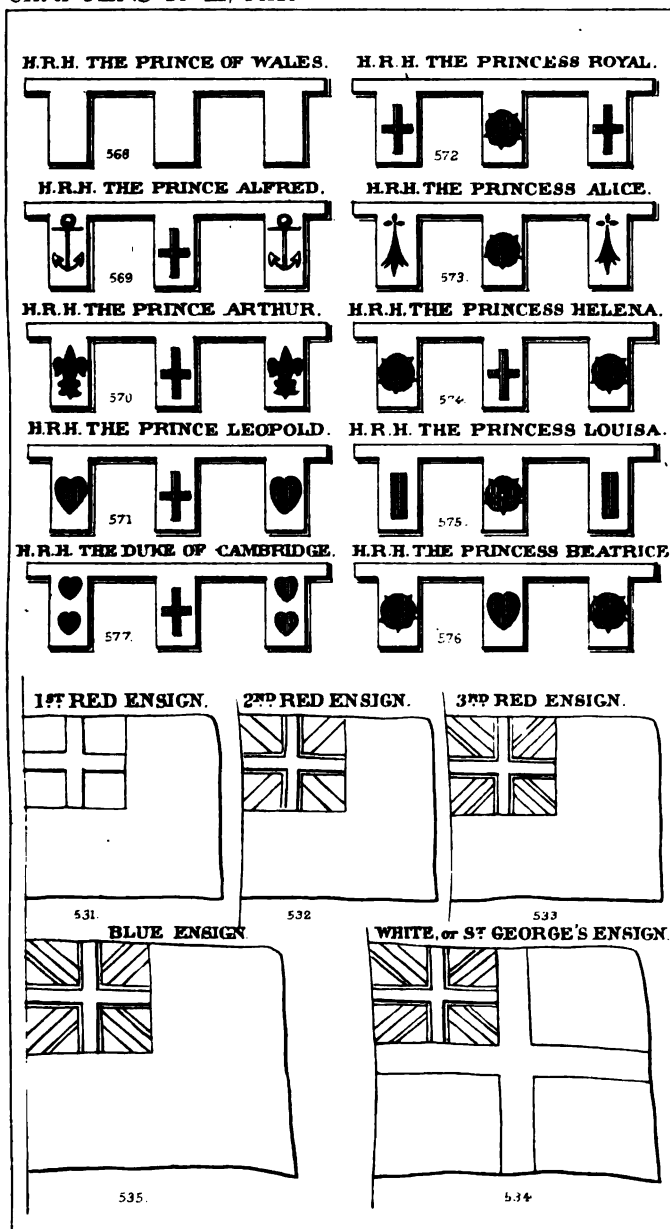 H.R.H. THE PRINCE OF WALES.
568
H.R.H. THE PRINCESS ROYAL.
572
H.R.H. THE PRINCE ALFRED.
569
H.R.H. THE PRINCESS ALICE.
573.
H.R.H. THE PRINCE ARTHUR.
570
H.R.H. THE PRINCESS HELENA.
574.
H.R.H. THE PRINCE LEOPOLD.
571
H.R.H. THE PRINCESS LOUISA.
575.
H.R.H. THE DUKE OF CAMBRIDGE.
577.
H.R.H. THE PRINCESS BEATRICE
576
1ST RED ENSIGN.
531.
2ND RED ENSIGN.
532
3RD RED ENSIGN.
533
BLUE ENSIGN
535.
WHITE, or ST GEORGE'S ENSIGN.
534